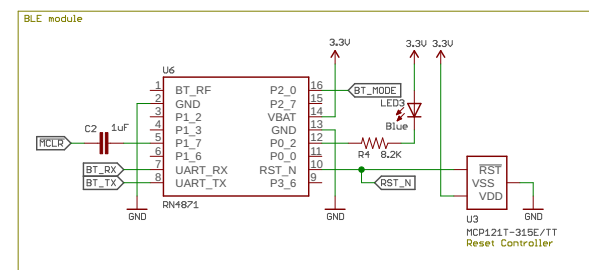 BLE module
3.3V
3.3V 3.3V
U6
1 BT_RF P2_0 16 BT_MODE
2 GND P2_7 15
3 P1_2 VBAT 14
4 P1_3 GND 13
5 P1_7 P0_2 12
6 P1_6 P0_0 11
7 UART_RX RST_N 10
8 UART_TX P3_6 9
RN4871
C2 1uF
MCLR
BT_RX
BT_TX
GND
GND
LED3
Blue
R4 8.2K
RST_N
RST
VSS
VDD
GND
U3
MCP121T-315E/TT
Reset Controller